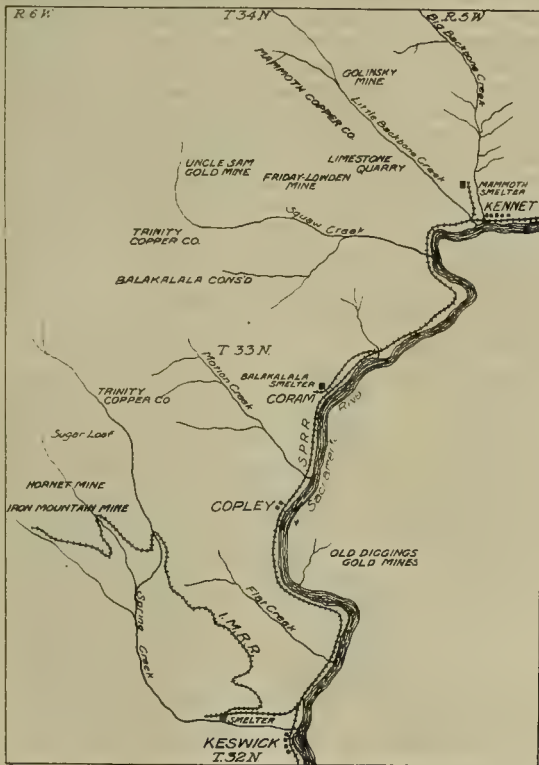 R 6 W
T 34 N
R. 5 W
Big Backbone Creek
GOLINSKY
MINE
MAMMOTH COPPER CO.
Little Backbone Creek
LIMESTONE
QUARRY
UNCLE SAM
GOLD MINE
FRIDAY-LOWDEN
MINE
MAMMOTH
SMELTER
KENNET
Squaw Creek
TRINITY
COPPER CO.
BALAKALALA CONS'D
T 33 N.
Motion Creek
BALAKALALA
SMELTER
CORAM
TRINITY
COPPER CO
S.P.R.R
Sacrament.
River
Sugar Loaf
HORNET MINE
IRON MOUNTAIN MINE
COPLEY
OLD DIGGINGS
GOLD MINES
Flat Creek
I.M.R.R.
Spring
Creek
SMELTER
KESWICK
T.32 N